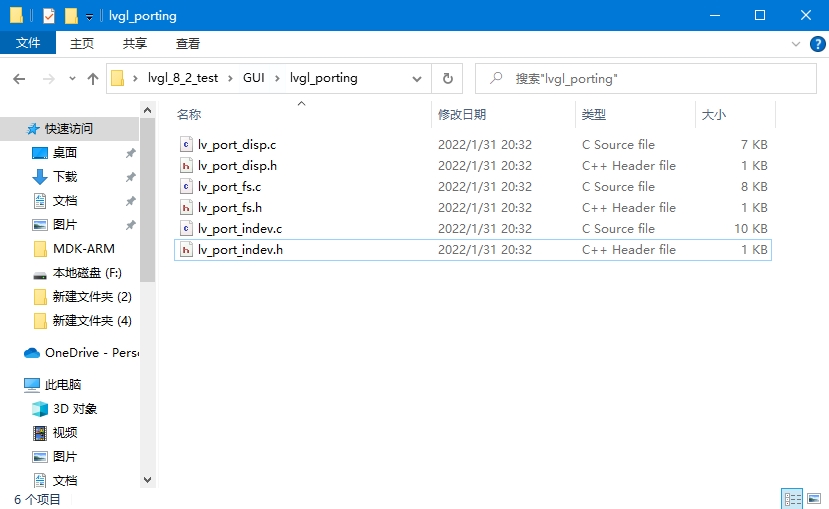 lvgl_porting
文件 主页 共享 查看
lvgl_8_2_test GUI lvgl_porting 搜索"lvgl_porting"
名称 修改日期 类型 大小
快速访问
桌面
下载
文档
图片
MDK-ARM
本地磁盘 (F:)
新建文件夹 (2)
新建文件夹 (4)
OneDrive - Pers
此电脑
3D 对象
视频
图片
文档
lv_port_disp.c 2022/1/31 20:32 C Source file 7 KB
lv_port_disp.h 2022/1/31 20:32 C++ Header file 1 KB
lv_port_fs.c 2022/1/31 20:32 C Source file 8 KB
lv_port_fs.h 2022/1/31 20:32 C++ Header file 1 KB
lv_port_indev.c 2022/1/31 20:32 C Source file 10 KB
lv_port_indev.h 2022/1/31 20:32 C++ Header file 1 KB
6 个项目